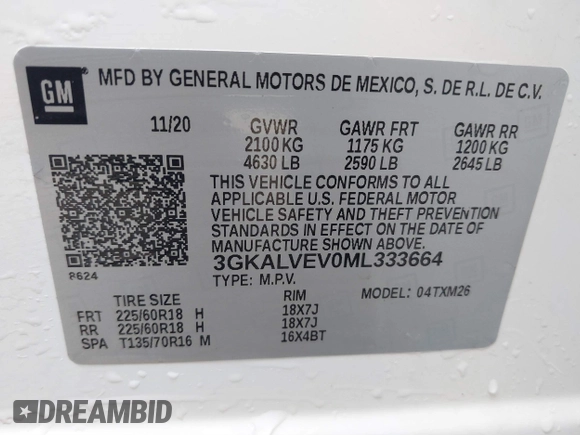 GM
MFD BY GENERAL MOTORS DE MEXICO, S. DE R.L. DE C.V.
11/20 GVWR GAWR FRT GAWR RR
2100 KG 1175 KG 1200 KG
4630 LB 2590 LB 2645 LB
THIS VEHICLE CONFORMS TO ALL
APPLICABLE U.S. FEDERAL MOTOR
VEHICLE SAFETY AND THEFT PREVENTION
STANDARDS IN EFFECT ON THE DATE OF
MANUFACTURE SHOWN ABOVE.
3GKALVEV0ML333664
8624 TYPE: M.P.V. MODEL: 04TXM26
TIRE SIZE RIM
FRT 225/60R18 H 18X7J
RR 225/60R18 H 18X7J
SPA T135/70R16 M 16X4BT
DREAMBID